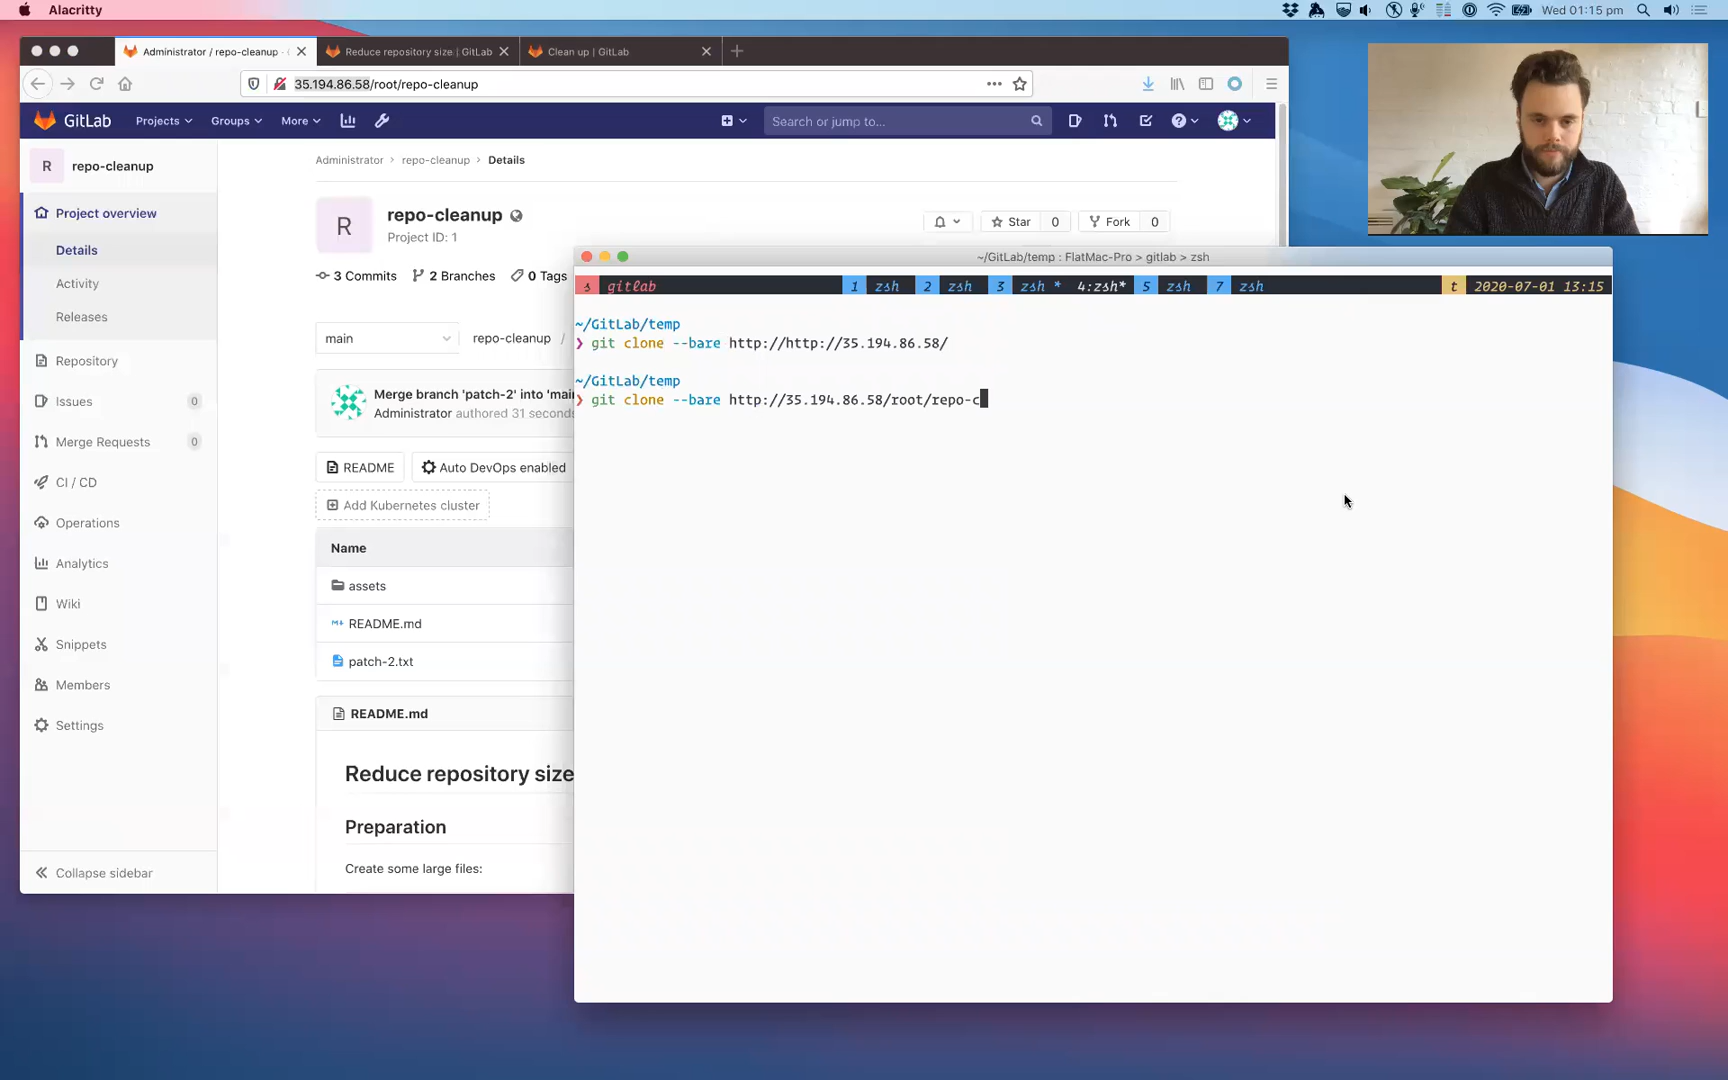 Alacritty
Wed 01:15 pm
Administrator / repo-cleanup ·
Reduce repository size | GitLab
Clean up | GitLab
35.194.86.58/root/repo-cleanup
GitLab
Projects
Groups
More
Search or jump to...
R
repo-cleanup
Project overview
Details
Activity
Releases
Repository
Issues
0
Merge Requests
0
CI / CD
Operations
Analytics
Wiki
Snippets
Members
Settings
Collapse sidebar
Administrator > repo-cleanup > Details
R
repo-cleanup
Project ID: 1
Star
0
Fork
0
3 Commits
2 Branches
0 Tags
main
repo-cleanup /
Merge branch 'patch-2' into 'mai
Administrator authored 31 seconds
README
Auto DevOps enabled
Add Kubernetes cluster
Name
assets
README.md
patch-2.txt
README.md
Reduce repository size
Preparation
Create some large files:
~/GitLab/temp : FlatMac-Pro > gitlab > zsh
s gitlab 1 zsh 2 zsh 3 zsh * 4:zsh* 5 zsh 7 zsh t 2020-07-01 13:15
~/GitLab/temp
❯ git clone --bare http://http://35.194.86.58/
~/GitLab/temp
❯ git clone --bare http://35.194.86.58/root/repo-c